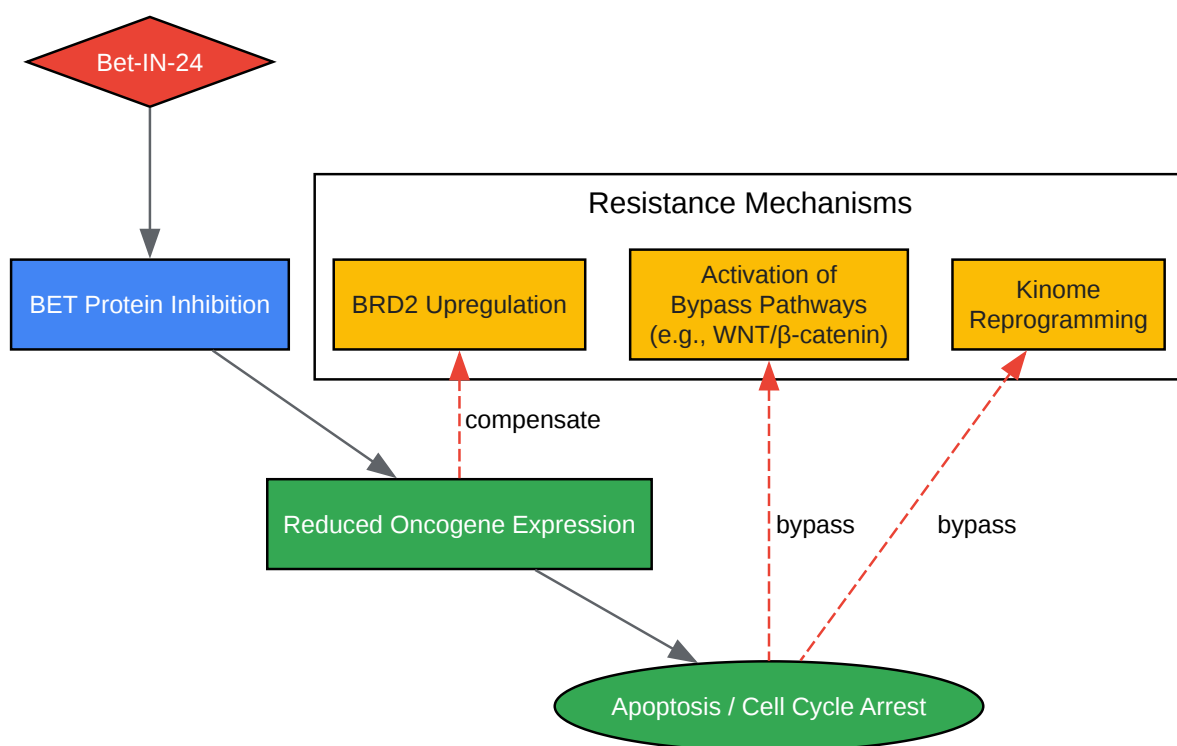 Bet-IN-24
Resistance Mechanisms
BET Protein Inhibition
BRD2 Upregulation
Activation of
Bypass Pathways
(e.g., WNT/β-catenin)
Kinome
Reprogramming
compensate
Reduced Oncogene Expression
bypass
bypass
Apoptosis / Cell Cycle Arrest